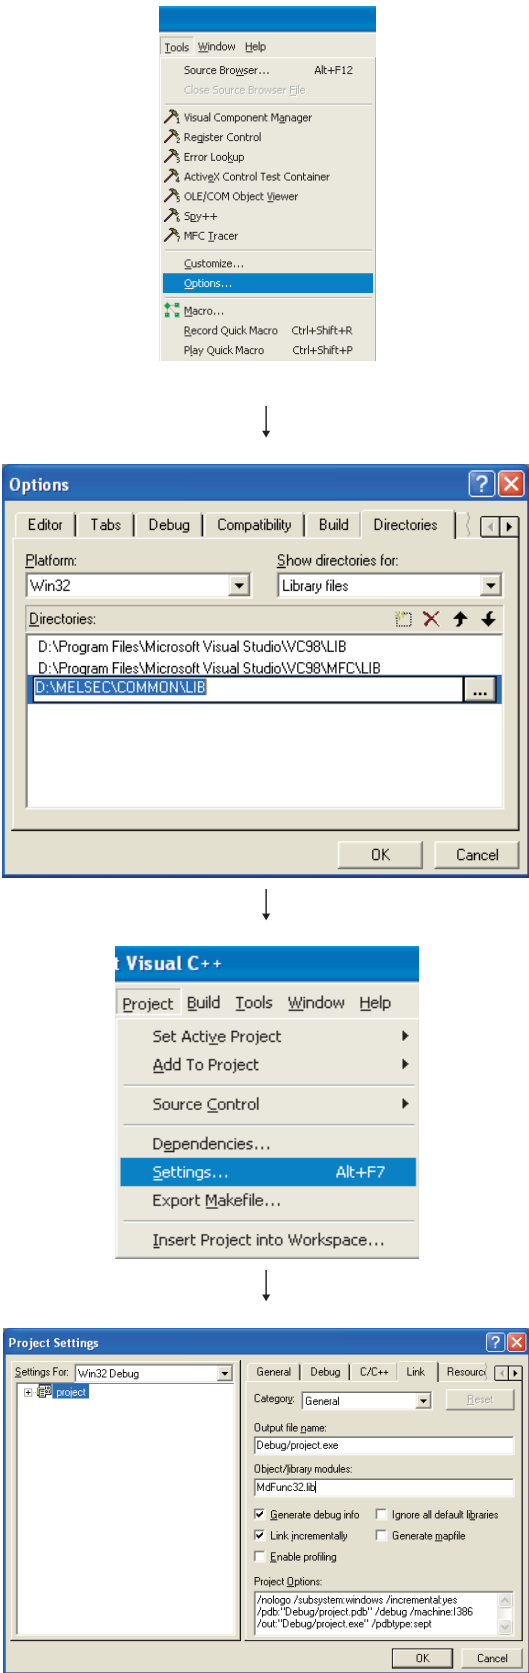 Tools Window Help
Source Browser... Alt+F12
Close Source Browser File
Visual Component Manager
Register Control
Error Lookup
ActiveX Control Test Container
OLE/COM Object Viewer
Spy++
MFC Tracer
Customize...
Options...
Macro...
Record Quick Macro Ctrl+Shift+R
Play Quick Macro Ctrl+Shift+P
Options
Editor Tabs Debug Compatibility Build Directories
Platform: Show directories for:
Win32 Library files
Directories:
D:\Program Files\Microsoft Visual Studio\VC98\LIB
D:\Program Files\Microsoft Visual Studio\VC98\MFC\LIB
D:\MELSEC\COMMON\LIB ...
OK Cancel
t Visual C++
Project Build Tools Window Help
Set Active Project
Add To Project
Source Control
Dependencies...
Settings... Alt+F7
Export Makefile...
Insert Project into Workspace...
Project Settings
Settings For: Win32 Debug
project
General Debug C/C++ Link Resourc
Category: General Reset
Output file name:
Debug/project.exe
Object/library modules:
MdFunc32.lib
Generate debug info Ignore all default libraries
Link incrementally Generate mapfile
Enable profiling
Project Options:
/nologo /subsystem:windows /incremental:yes
/pdb:"Debug/project.pdb" /debug /machine:I386
/out:"Debug/project.exe" /pdbtype:sept
OK Cancel